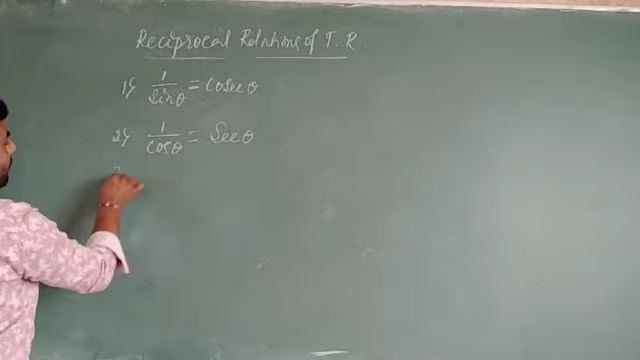 Reciprocal Relations of T. R.
1) 1/Sinθ = Cosecθ
2) 1/Cosθ = Secθ